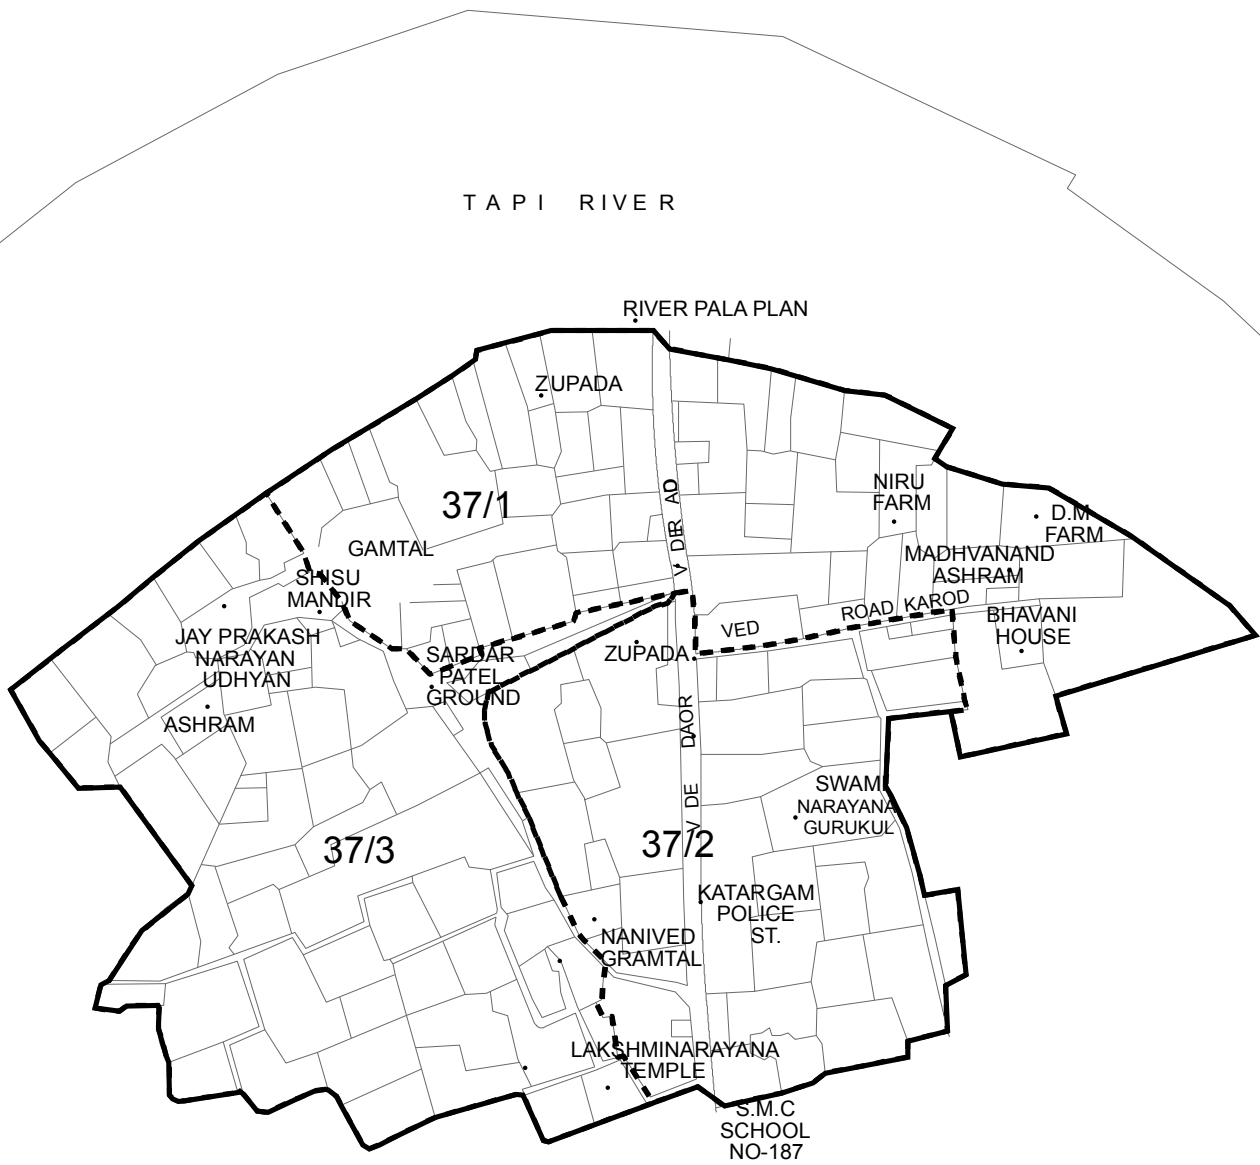 TAPI RIVER
RIVER PALA PLAN
ZUPADA
NIRU
FARM
37/1
D.M
FARM
GAMTAL
MADHVANAND
ASHRAM
V DER AD
SHISU
MANDIR
ROAD KAROD
BHAVANI
HOUSE
VED
JAY PRAKASH
NARAYAN
UDHYAN
SARDAR
PATEL
GROUND
ZUPADA
ASHRAM
V DE DAOR
SWAMI
NARAYANA
GURUKUL
37/2
37/3
KATARGAM
POLICE
ST.
NANIVED
GRAMTAL
LAKSHMINARAYANA
TEMPLE
S.M.C
SCHOOL
NO-187